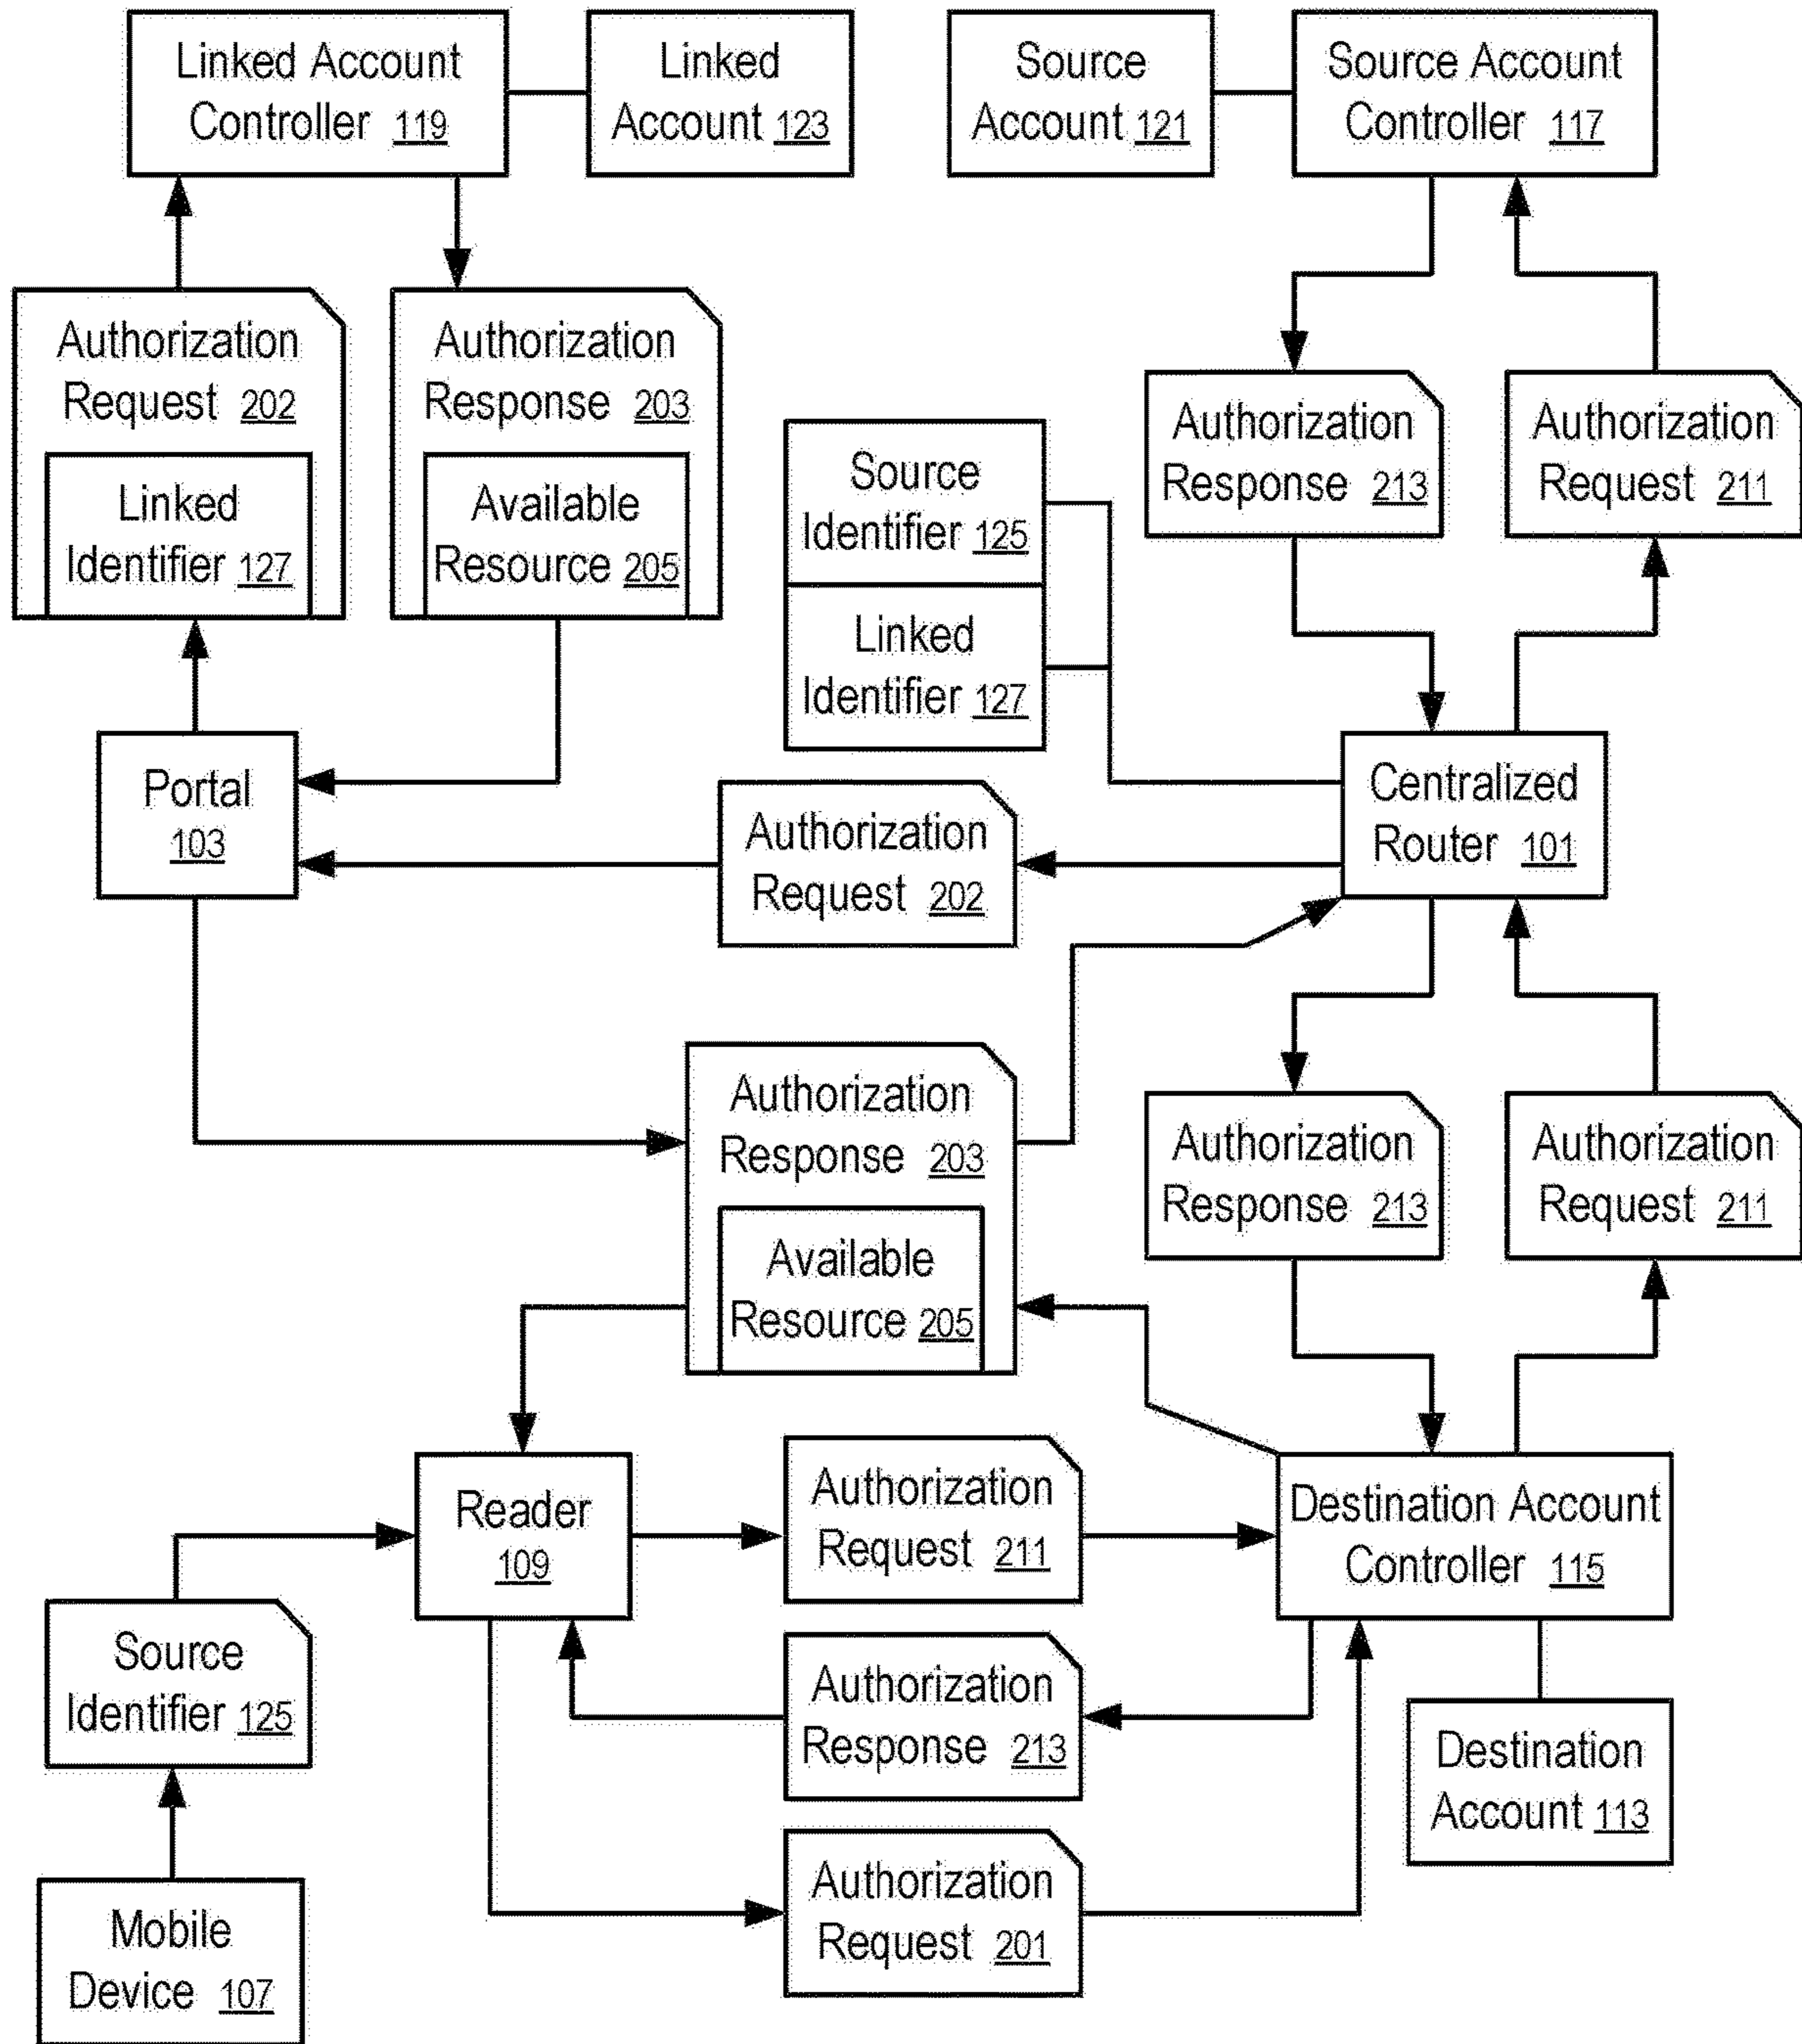 Linked Account
Controller 119
Linked
Account 123
Source
Account 121
Source Account
Controller 117
Authorization
Request 202
Linked
Identifier 127
Authorization
Response 203
Available
Resource 205
Source
Identifier 125
Linked
Identifier 127
Authorization
Response 213
Authorization
Request 211
Portal
103
Authorization
Request 202
Centralized
Router 101
Authorization
Response 203
Available
Resource 205
Authorization
Response 213
Authorization
Request 211
Reader
109
Authorization
Request 211
Destination Account
Controller 115
Source
Identifier 125
Authorization
Response 213
Destination
Account 113
Mobile
Device 107
Authorization
Request 201